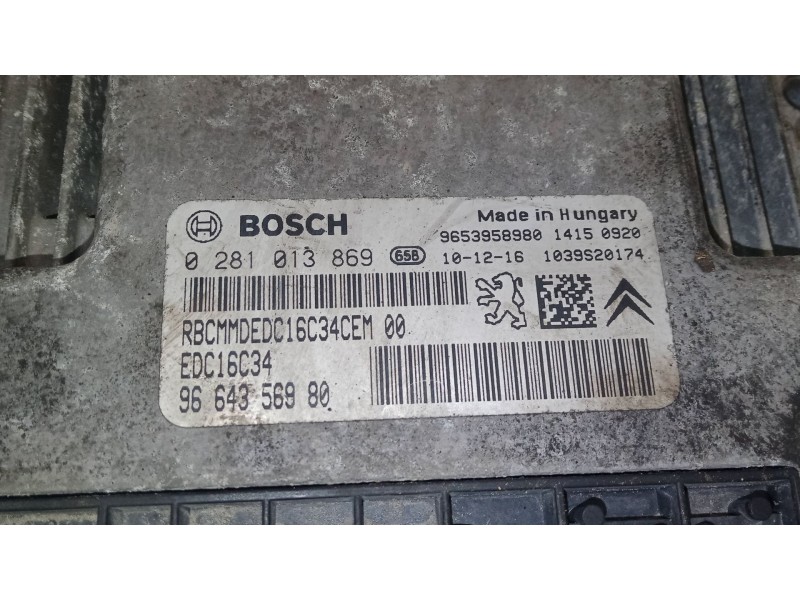 BOSCH Made in Hungary
9653958980 1415 0920
0 281 013 869 65B 10-12-16 1039S20174
RBCMMDEDC16C34CEM 00
EDC16C34
96 643 569 80